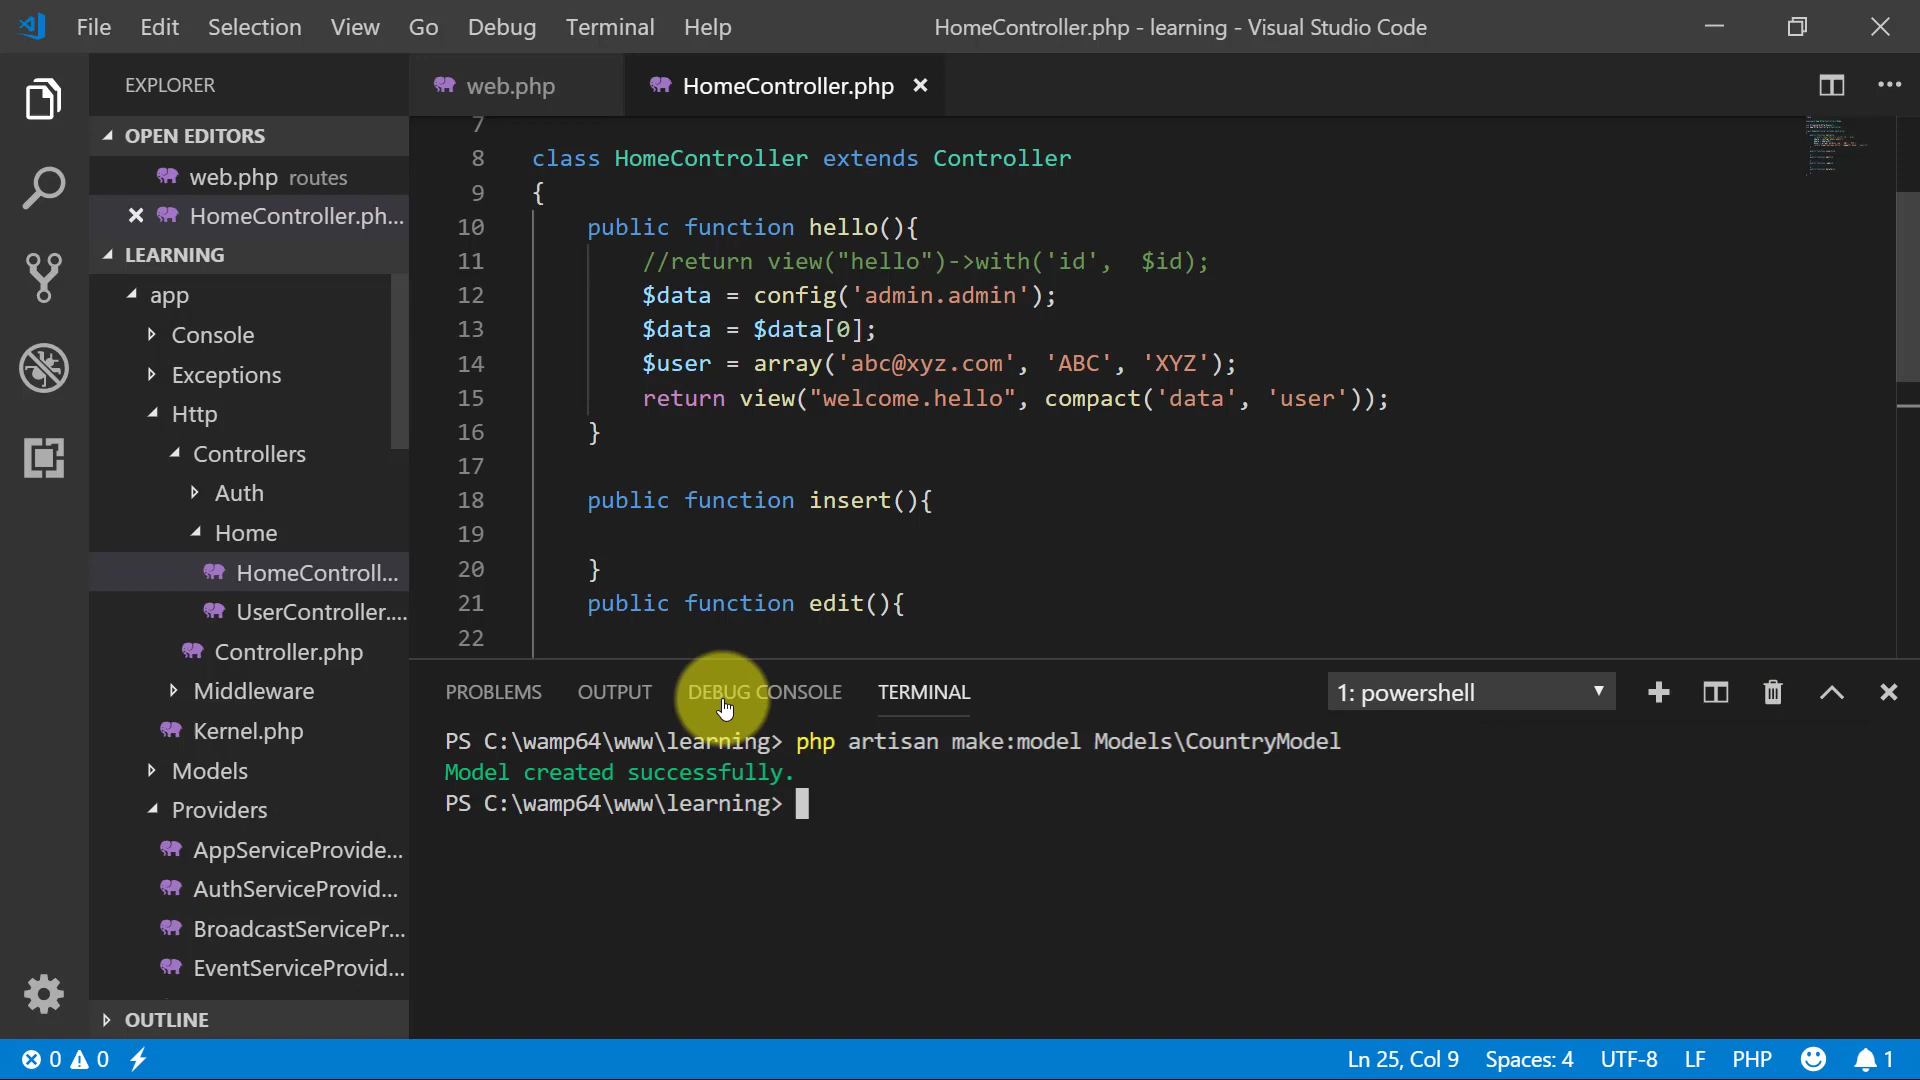 File Edit Selection View Go Debug Terminal Help
HomeController.php - learning - Visual Studio Code
EXPLORER
OPEN EDITORS
web.php routes
HomeController.ph...
LEARNING
app
Console
Exceptions
Http
Controllers
Auth
Home
HomeControll...
UserController....
Controller.php
Middleware
Kernel.php
Models
Providers
AppServiceProvide...
AuthServiceProvid...
BroadcastServicePr...
EventServiceProvid...
OUTLINE
web.php
HomeController.php
7
8 class HomeController extends Controller
9 {
10 public function hello(){
11 //return view("hello")->with('id',  $id);
12 $data = config('admin.admin');
13 $data = $data[0];
14 $user = array('abc@xyz.com', 'ABC', 'XYZ');
15 return view("welcome.hello", compact('data', 'user'));
16 }
17
18 public function insert(){
19
20 }
21 public function edit(){
22
PROBLEMS OUTPUT DEBUG CONSOLE TERMINAL
1: powershell
PS C:\wamp64\www\learning> php artisan make:model Models\CountryModel
Model created successfully.
PS C:\wamp64\www\learning>
0 0
Ln 25, Col 9 Spaces: 4 UTF-8 LF PHP 1